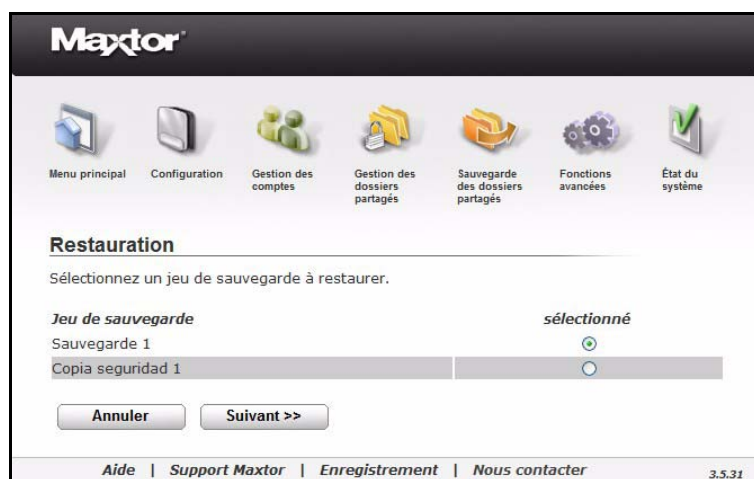 Maxtor
Menu principal
Configuration
Gestion des
comptes
Gestion des
dossiers
partagés
Sauvegarde
des dossiers
partagés
Fonctions
avancées
État du
système
Restauration
Sélectionnez un jeu de sauvegarde à restaurer.
Jeu de sauvegarde sélectionné
Sauvegarde 1
Copia seguridad 1
Annuler Suivant >>
Aide | Support Maxtor | Enregistrement | Nous contacter 3.5.31